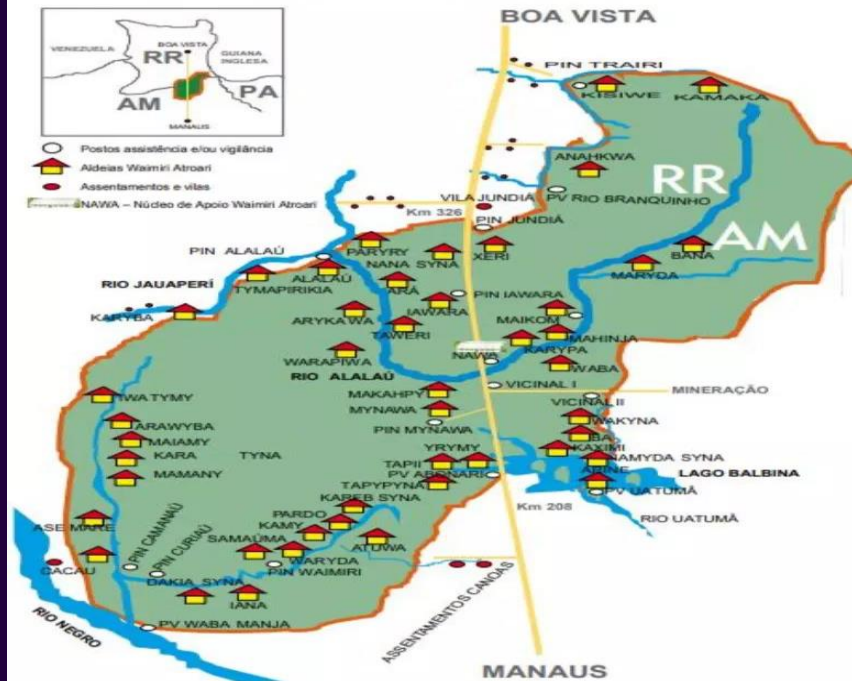 BOA VISTA
VENEZUELA
BOA VISTA
RR
GUIANA
INGLESA
AM
PA
MANAUS
Postos assistência e/ou vigilância
Aldeias Waimiri Atroari
Assentamentos e vilas
NAWA – Núcleo de Apoio Waimiri Atroari
PIN TRAIRI
KISIWE
KAMAKA
ANAHKWA
RR
PV RIO BRANQUINHO
VILA JUNDIÁ
Km 326
PIN JUNDIÁ
AM
PIN ALALAÚ
PARYRY
NANA SYNA
XERI
BANA
MARYDA
RIO JAUAPERÍ
ALALAÚ
TYMAPIRIKIA
ARÁ
PIN IAWARA
IAWARA
KARYBA
ARYKAWA
TAWERI
MAIKOM
MAHINJA
WARAPIWA
NAWA
KARYPA
WABA
RIO ALALAÚ
VICINAL I
MINERAÇÃO
IWA TYMY
MAKAHPY
VICINAL II
MYNAWA
WAKYNA
ARAWYBA
PIN MYNAWA
IBA
MAIAMY
YRYMY
KAXIMI
KARA
TYNA
TAPII
NAMYDA SYNA
PV ABONARI
ARINE
LAGO BALBINA
MAMANY
TAPYPYNA
PV UATUMÃ
KAREB SYNA
Km 208
RIO UATUMÃ
PARDO
ASE MARE
KAMY
PIN CAMANAÚ
PIN CURIAÚ
SAMAÚMA
ATUWA
WARYDA
CACAU
PIN WAIMIRI
DAKIA SYNA
IANA
ASSENTAMENTOS CANOAS
RIO NEGRO
PV WABA MANJA
MANAUS